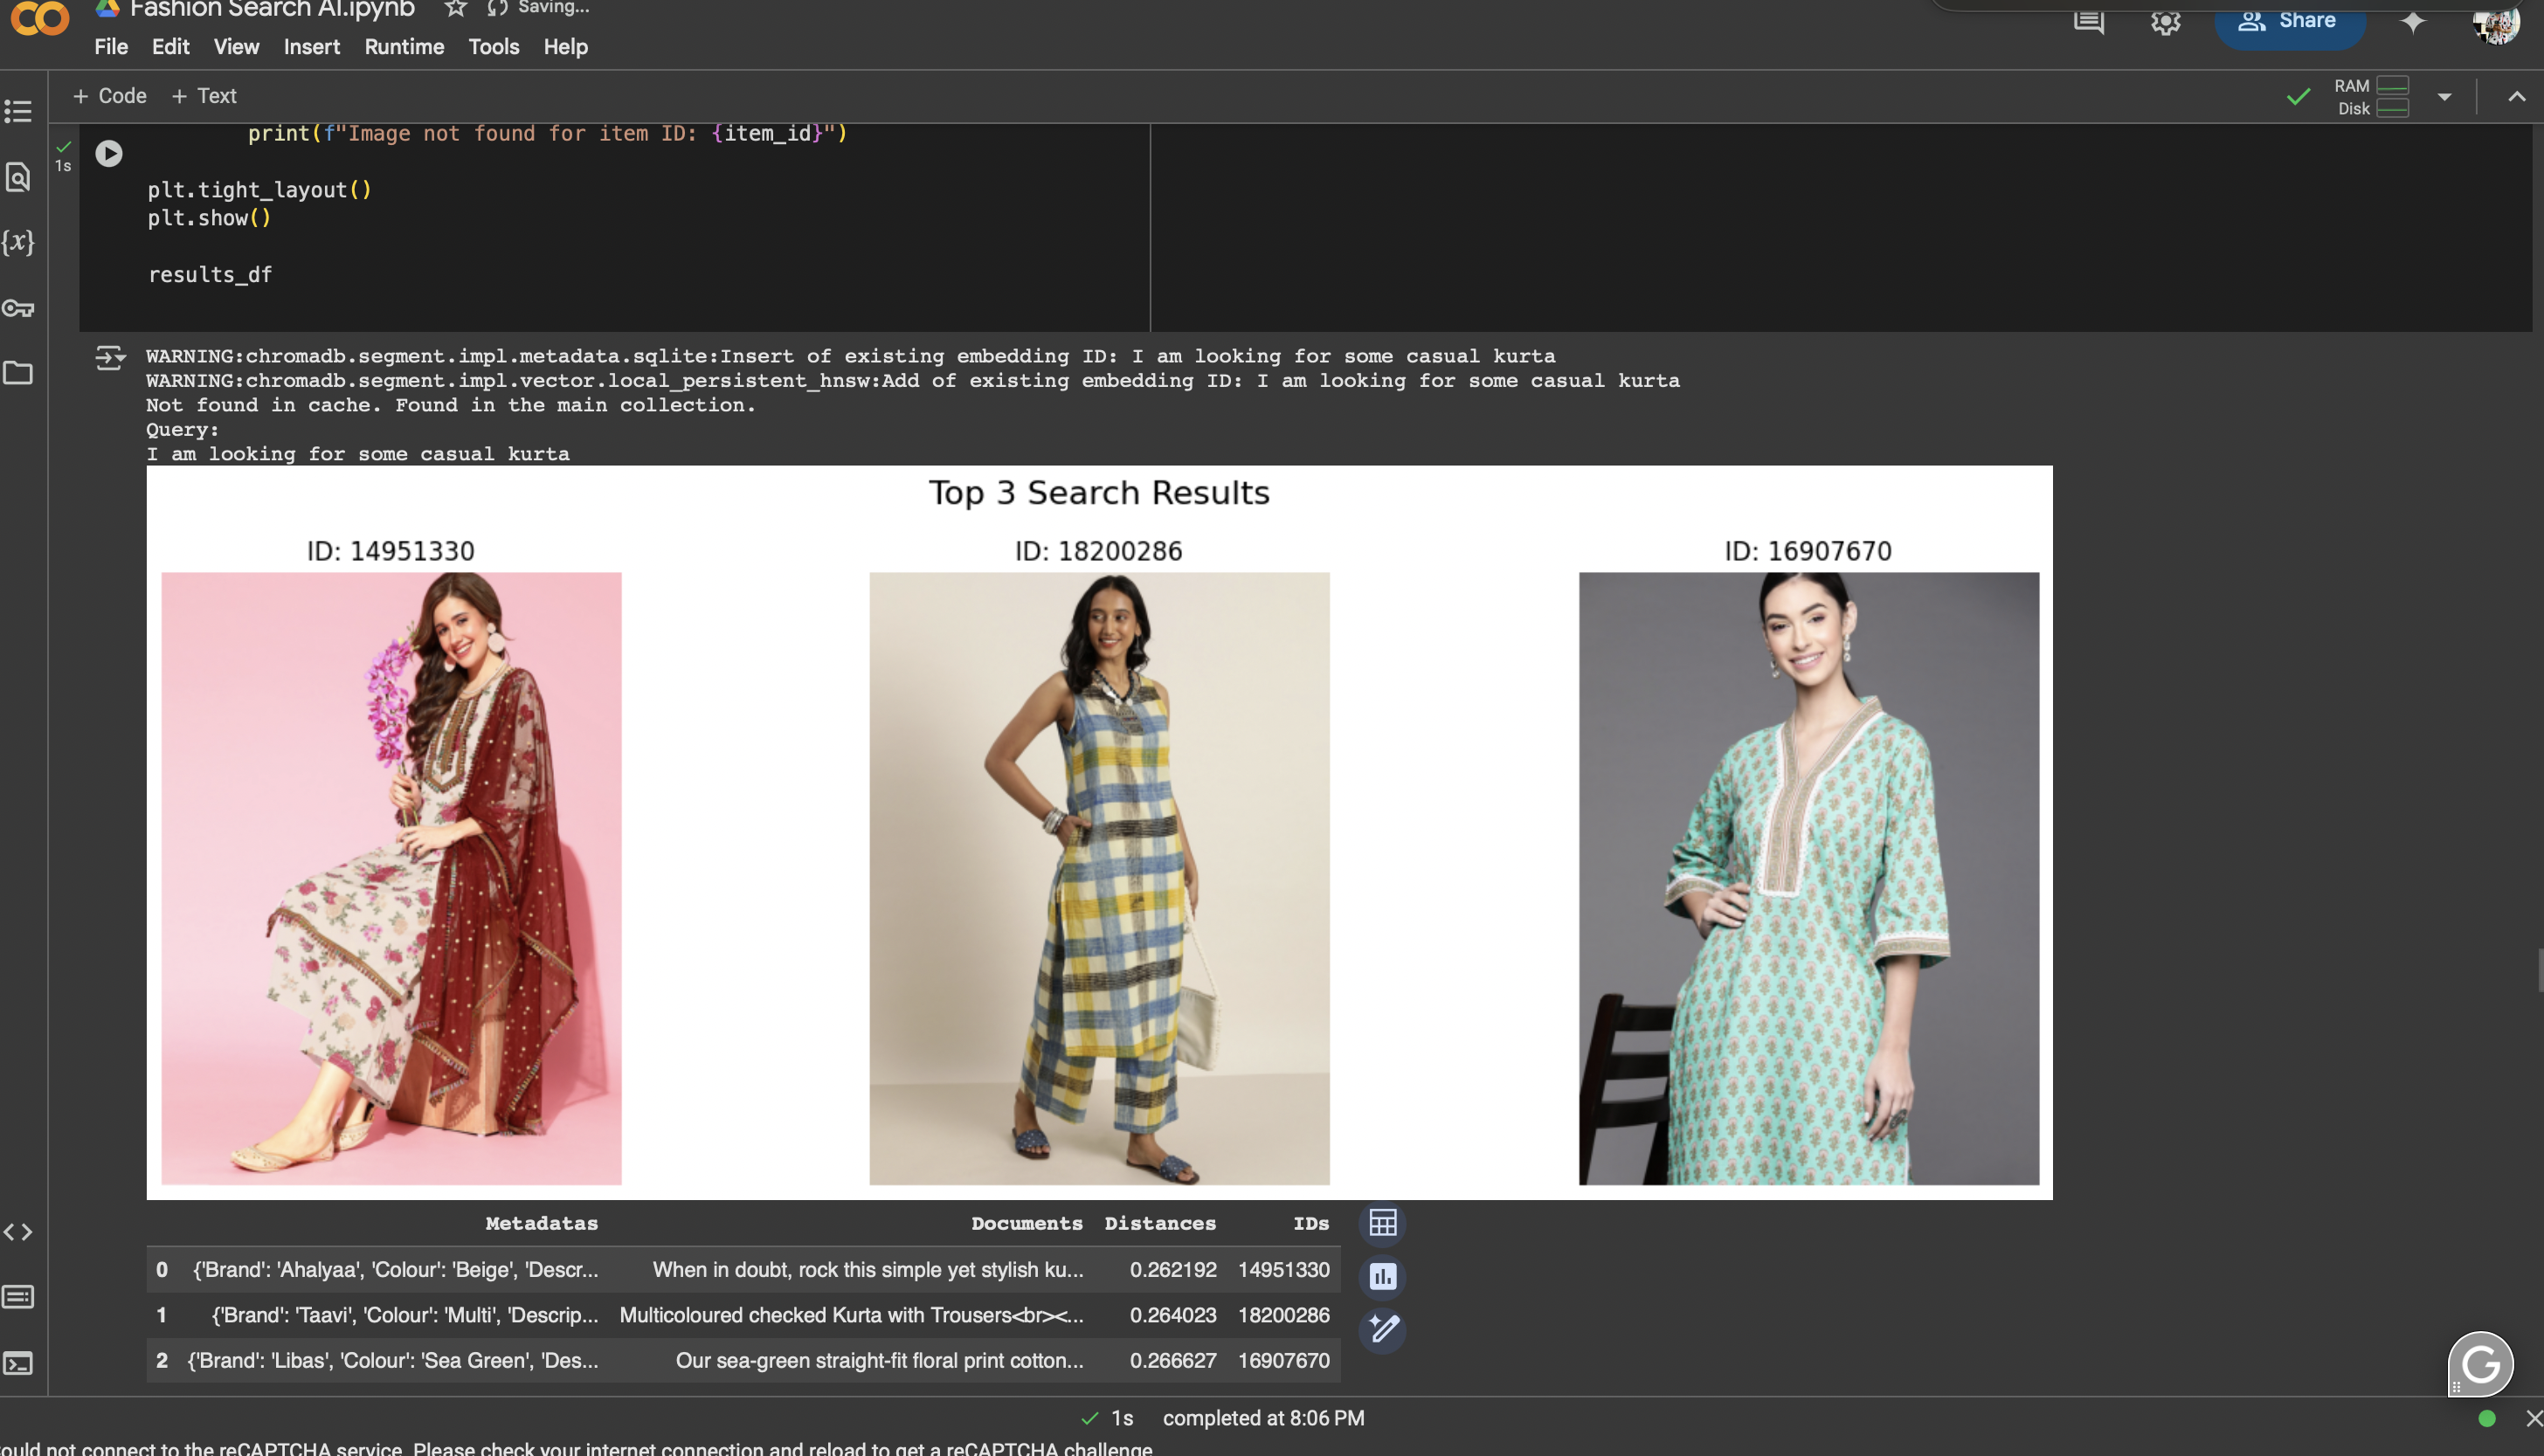 Fashion Search AI.ipynb Saving...
File Edit View Insert Runtime Tools Help
Share
+ Code + Text
RAM
Disk
print(f"Image not found for item ID: {item_id}")
1s
plt.tight_layout()
plt.show()
{x}
results_df
WARNING:chromadb.segment.impl.metadata.sqlite:Insert of existing embedding ID: I am looking for some casual kurta
WARNING:chromadb.segment.impl.vector.local_persistent_hnsw:Add of existing embedding ID: I am looking for some casual kurta
Not found in cache. Found in the main collection.
Query:
I am looking for some casual kurta
Top 3 Search Results
ID: 14951330 ID: 18200286 ID: 16907670
Metadatas Documents Distances IDs
0 {'Brand': 'Ahalyaa', 'Colour': 'Beige', 'Descr... When in doubt, rock this simple yet stylish ku... 0.262192 14951330
1 {'Brand': 'Taavi', 'Colour': 'Multi', 'Descrip... Multicoloured checked Kurta with Trousers<br><... 0.264023 18200286
2 {'Brand': 'Libas', 'Colour': 'Sea Green', 'Des... Our sea-green straight-fit floral print cotton... 0.266627 16907670
1s completed at 8:06 PM
ould not connect to the reCAPTCHA service. Please check your internet connection and reload to get a reCAPTCHA challenge.